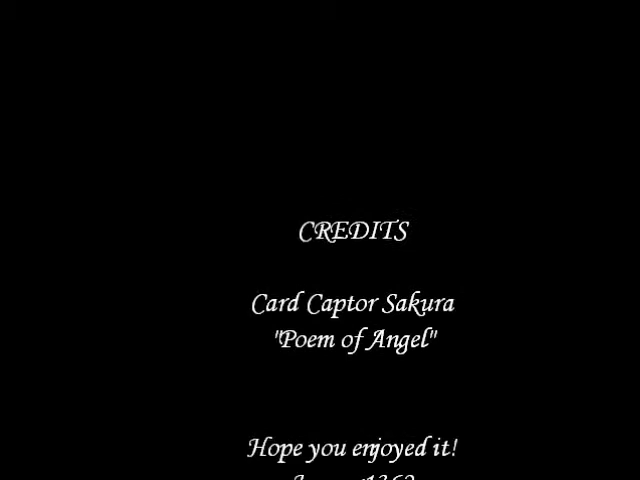 CREDITS
Card Captor Sakura
"Poem of Angel"
Hope you enjoyed it!